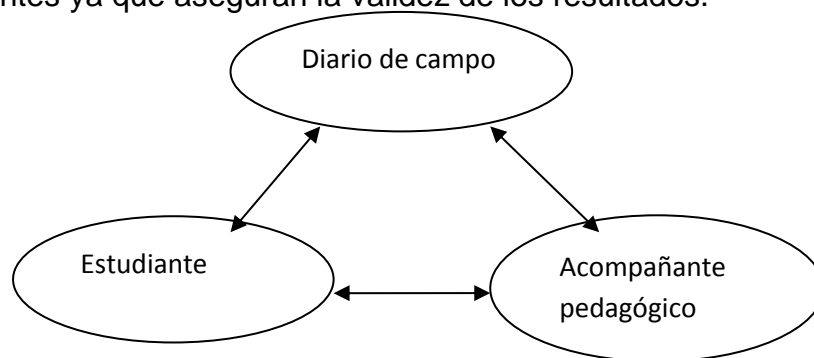 ntes ya que aseguran la validez de los resultados.
Diario de campo
Estudiante
Acompañante
pedagógico